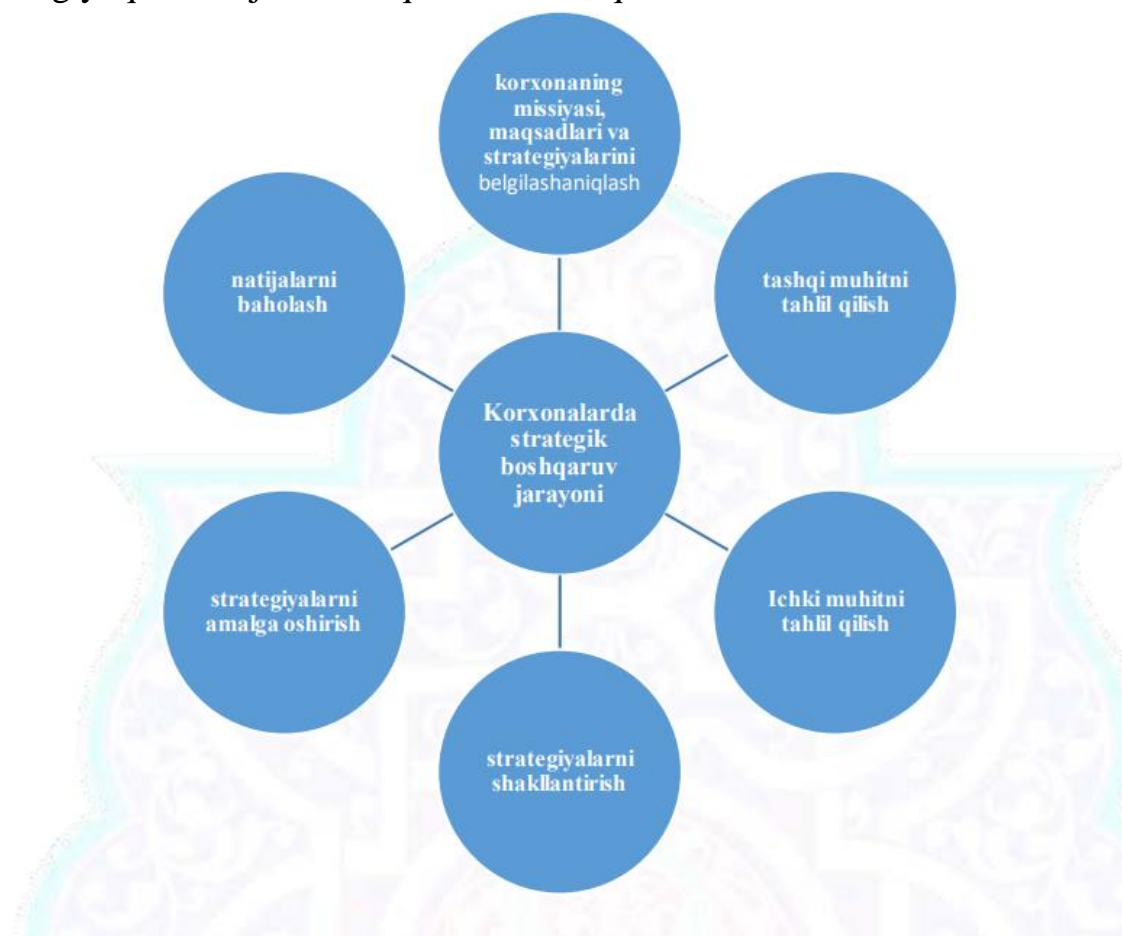 korxonaning
missiyasi,
maqsadlari va
strategiyalarini
belgilashaniqlash
natijalarni
baholash
tashqi muhitni
tahlil qilish
Korxonalarda
strategik
boshqaruv
jarayoni
strategiyalarni
amalga oshirish
Ichki muhitni
tahlil qilish
strategiyalarni
shakllantirish